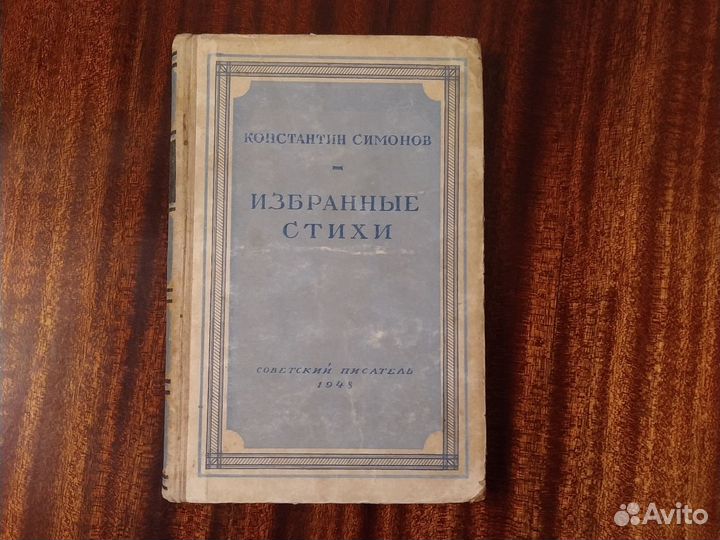 КОНСТАНТИН СИМОНОВ
ИЗБРАННЫЕ
СТИХИ
СОВЕТСКИЙ ПИСАТЕЛЬ
1948
Avito